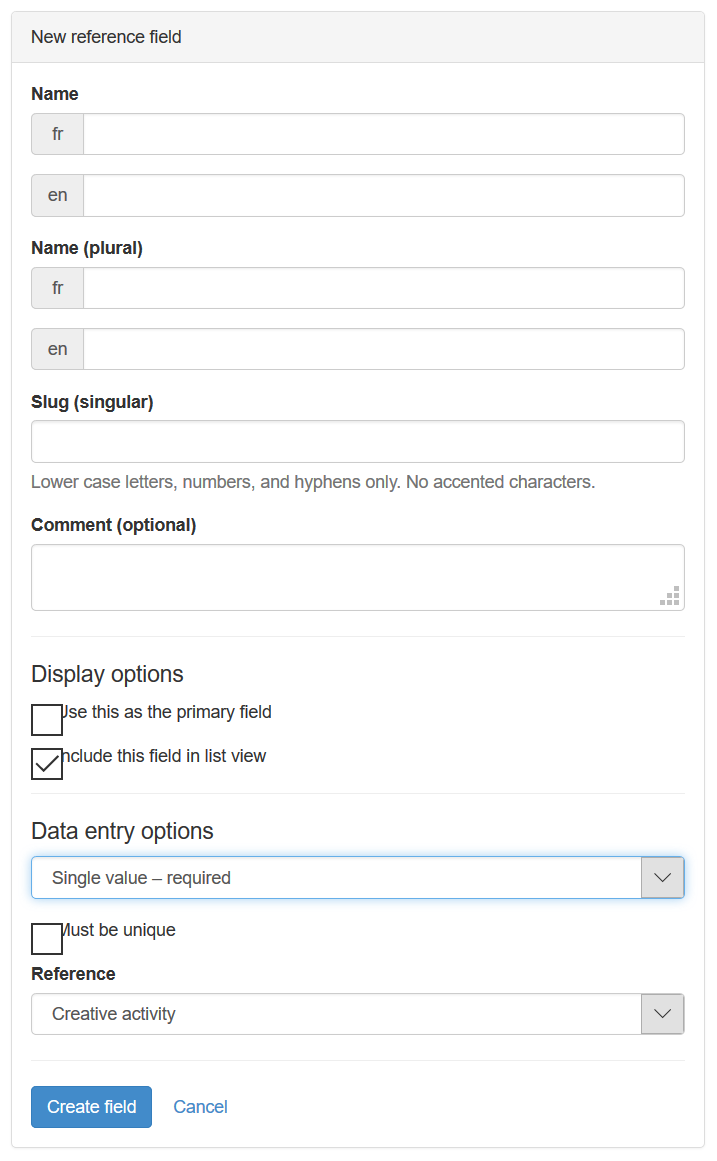 New reference field
Name
fr
en
Name (plural)
fr
en
Slug (singular)
Lower case letters, numbers, and hyphens only. No accented characters.
Comment (optional)
Display options
Use this as the primary field
Include this field in list view
Data entry options
Single value – required
Must be unique
Reference
Creative activity
Create field Cancel